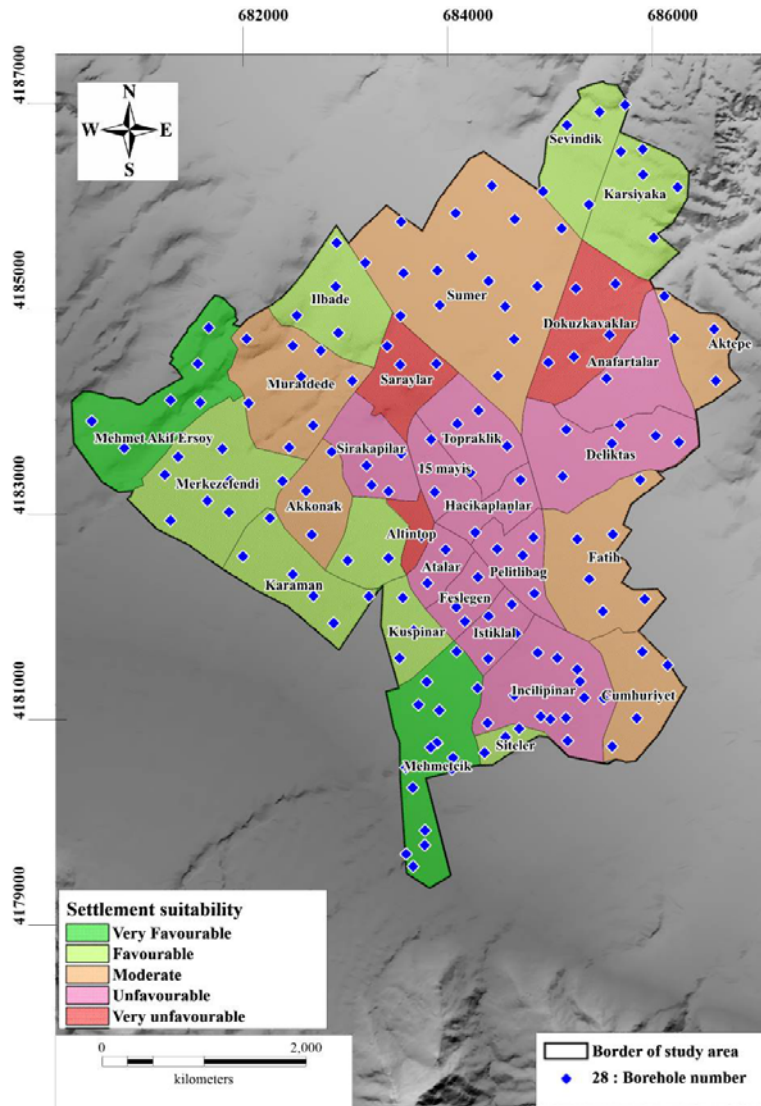 682000
684000
686000
4187000
4185000
4183000
4181000
4179000
N
W
E
S
Sevindik
Karsiyaka
Ilbade
Sumer
Dokuzkavaklar
Aktepe
Anafartalar
Saraylar
Muratdede
Mehmet Akif Ersoy
Topraklik
Sirakapilar
Deliktas
15 mayis
Merkezefendi
Akkonak
Hacikaplanlar
Altintop
Fatih
Atalar
Pelitlibag
Karaman
Feslegen
Kuspinar
Istiklal
Incilipinar
Cumhuriyet
Siteler
Mehmetcik
Settlement suitability
Very Favourable
Favourable
Moderate
Unfavourable
Very unfavourable
0
2,000
kilometers
Border of study area
28 : Borehole number